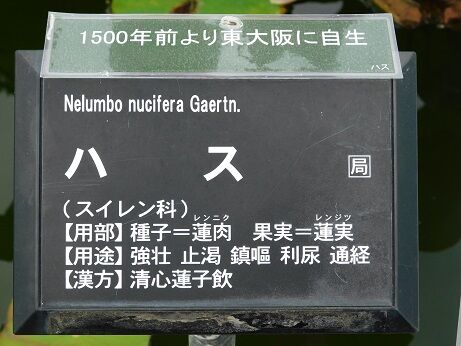 1500年前より東大阪に自生
ハス
Nelumbo nucifera Gaertn.
ハス 局
(スイレン科)
レンニク レンジツ
【用部】種子=蓮肉 果実=蓮実
【用途】強壮 止渇 鎮嘔 利尿 通経
【漢方】清心蓮子飲